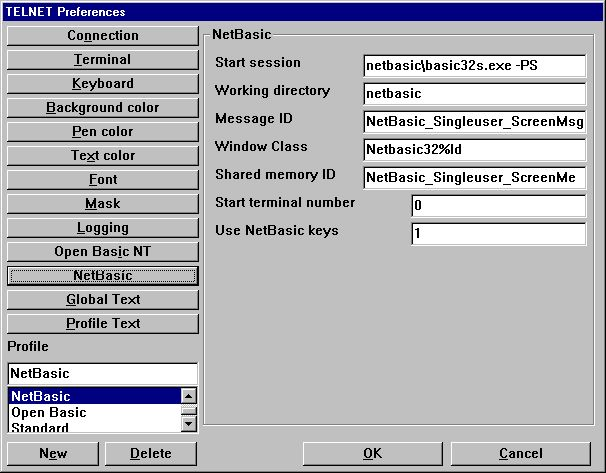 TELNET Preferences
Connection
Terminal
Keyboard
Background color
Pen color
Text color
Font
Mask
Logging
Open Basic NT
NetBasic
Global Text
Profile Text
Profile
NetBasic
NetBasic
Open Basic
Standard
New
Delete
NetBasic
Start session netbasic\basic32s.exe -PS
Working directory netbasic
Message ID NetBasic_Singleuser_ScreenMsg
Window Class Netbasic32%ld
Shared memory ID NetBasic_Singleuser_ScreenMe
Start terminal number 0
Use NetBasic keys 1
OK
Cancel